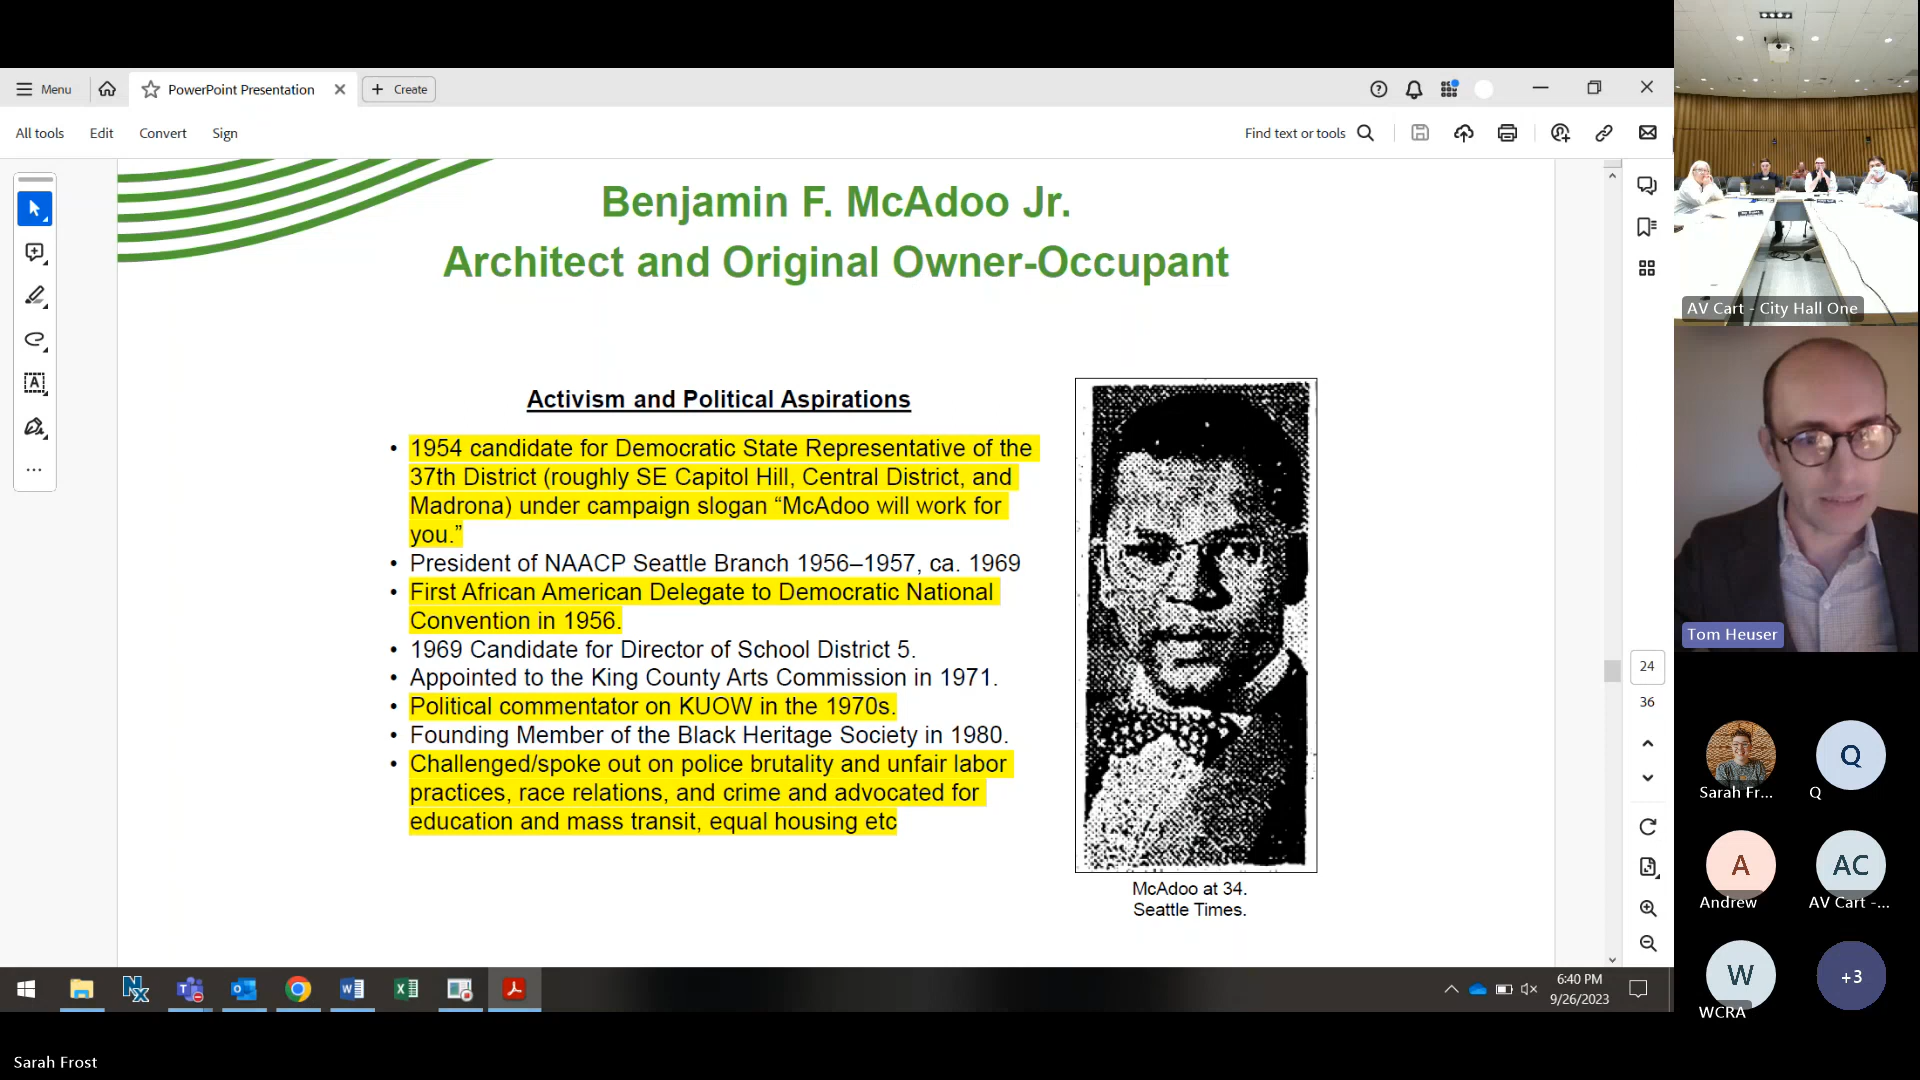 Menu
PowerPoint Presentation
Create
All tools
Edit
Convert
Sign
Find text or tools
Benjamin F. McAdoo Jr.
Architect and Original Owner-Occupant
Activism and Political Aspirations
• 1954 candidate for Democratic State Representative of the
37th District (roughly SE Capitol Hill, Central District, and
Madrona) under campaign slogan “McAdoo will work for
you.”
• President of NAACP Seattle Branch 1956–1957, ca. 1969
• First African American Delegate to Democratic National
Convention in 1956.
• 1969 Candidate for Director of School District 5.
• Appointed to the King County Arts Commission in 1971.
• Political commentator on KUOW in the 1970s.
• Founding Member of the Black Heritage Society in 1980.
• Challenged/spoke out on police brutality and unfair labor
practices, race relations, and crime and advocated for
education and mass transit, equal housing etc
McAdoo at 34.
Seattle Times.
24
36
6:40 PM
9/26/2023
AV Cart - City Hall One
Tom Heuser
Sarah Fr...
Q
Q
A
Andrew
AC
AV Cart -...
W
WCRA
+3
Sarah Frost